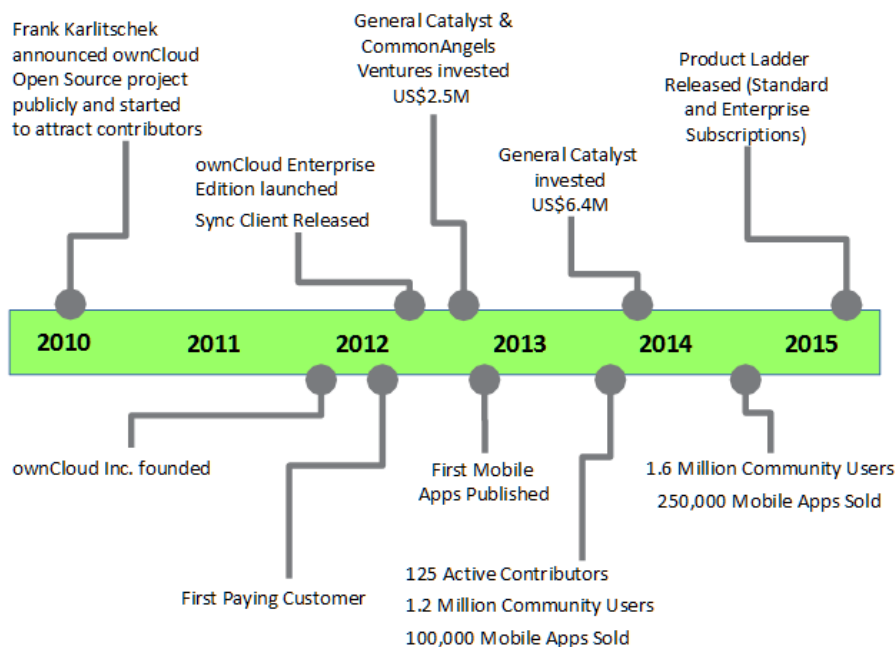 Frank Karlitschek
announced ownCloud
Open Source project
publicly and started
to attract contributors
ownCloud Enterprise
Edition launched
Sync Client Released
General Catalyst &
CommonAngels
Ventures invested
US$2.5M
General Catalyst
invested
US$6.4M
Product Ladder
Released (Standard
and Enterprise
Subscriptions)
2010 2011 2012 2013 2014 2015
ownCloud Inc. founded
First Paying Customer
First Mobile
Apps Published
125 Active Contributors
1.2 Million Community Users
100,000 Mobile Apps Sold
1.6 Million Community Users
250,000 Mobile Apps Sold